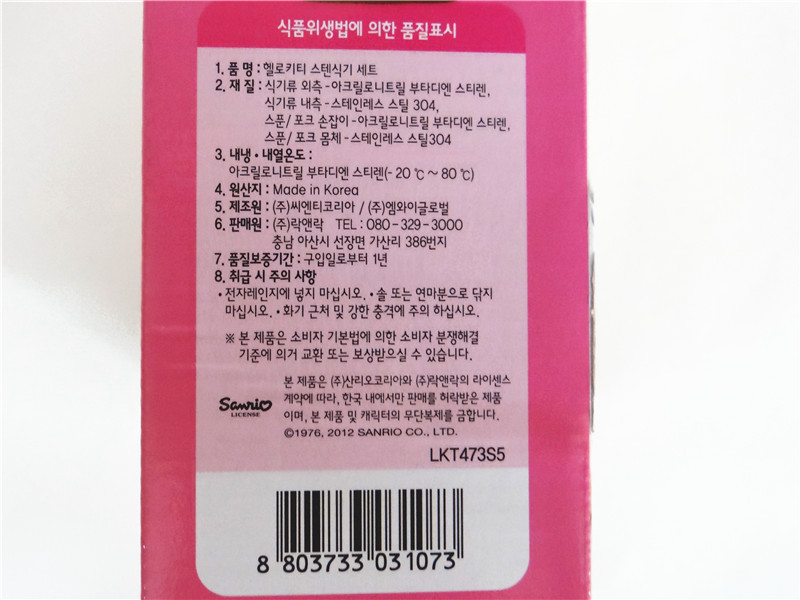 식품위생법에 의한 품질표시
1. 품 명 : 헬로키티 스텐식기 세트
2. 재 질 : 식기류 외측 - 아크릴로니트릴 부타디엔 스티렌,
식기류 내측 - 스테인레스 스틸 304,
스푼/ 포크 손잡이 - 아크릴로니트릴 부타디엔 스티렌,
스푼/ 포크 몸체 - 스테인레스 스틸304
3. 내냉 · 내열온도 :
아크릴로니트릴 부타디엔 스티렌(- 20 ℃ ~ 80 ℃)
4. 원산지 : Made in Korea
5. 제조원 : (주)씨엔티코리아 / (주)엠와이글로벌
6. 판매원 : (주)락앤락 TEL : 080 - 329 - 3000
충남 아산시 선장면 가산리 386번지
7. 품질보증기간 : 구입일로부터 1년
8. 취급 시 주의 사항
• 전자레인지에 넣지 마십시오. • 솔 또는 연마분으로 닦지
마십시오. • 화기 근처 및 강한 충격에 주의 하십시오.
※ 본 제품은 소비자 기본법에 의한 소비자 분쟁해결
기준에 의거 교환 또는 보상받으실 수 있습니다.
본 제품은 (주)산리오코리아와 (주)락앤락의 라이센스
계약에 따라, 한국 내에서만 판매를 허락받은 제품
이며, 본 제품 및 캐릭터의 무단복제를 금합니다.
Sanrio
LICENSE
©1976, 2012 SANRIO CO., LTD.
LKT473S5
8 803733 031073